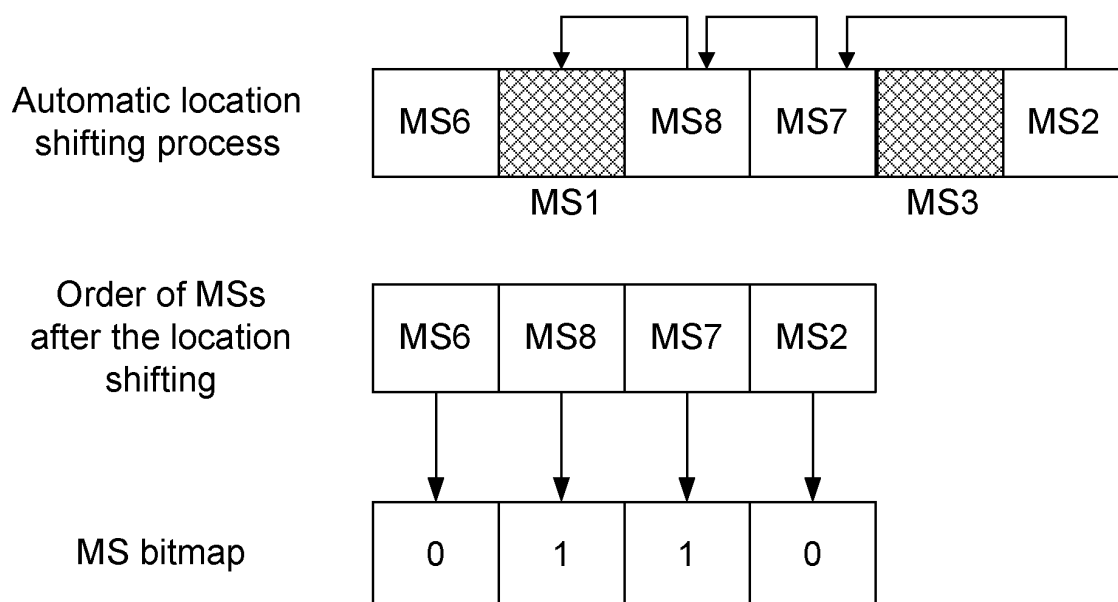 Automatic location
shifting process
MS6 MS8 MS7 MS2
MS1 MS3
Order of MSs
after the location
shifting
MS6 MS8 MS7 MS2
MS bitmap
0 1 1 0